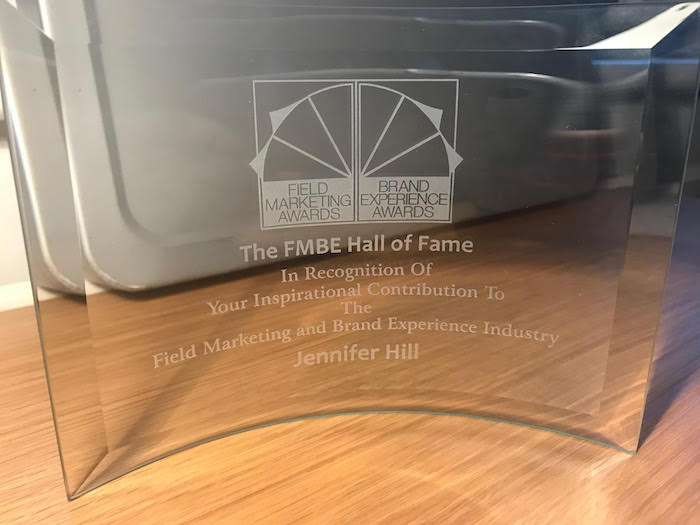 FIELD
MARKETING
AWARDS
BRAND
EXPERIENCE
AWARDS
The FMBE Hall of Fame
In Recognition Of
Your Inspirational Contribution To
The
Field Marketing and Brand Experience Industry
Jennifer Hill